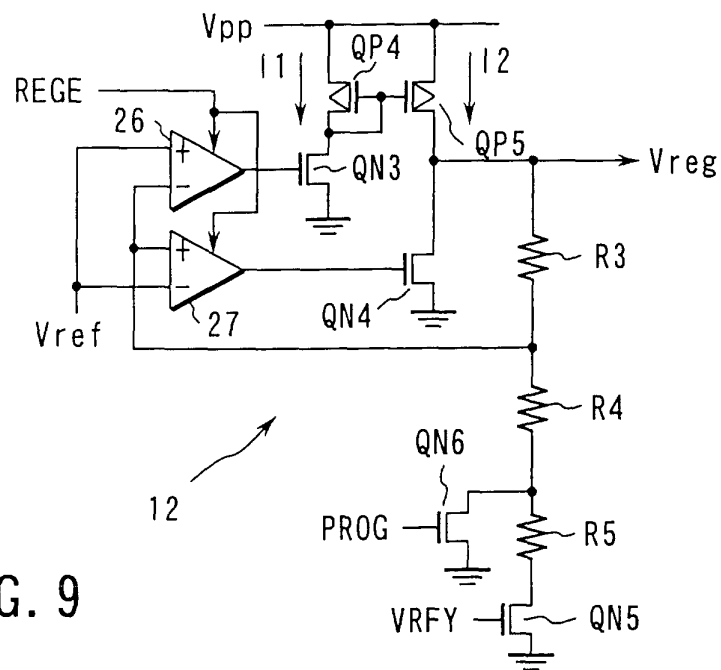 Vpp
I1
QP4
I2
REGE
26
QP5
Vreg
+
QN3
−
+
R3
−
QN4
27
Vref
R4
QN6
12
PROG
R5
G. 9
VRFY
QN5